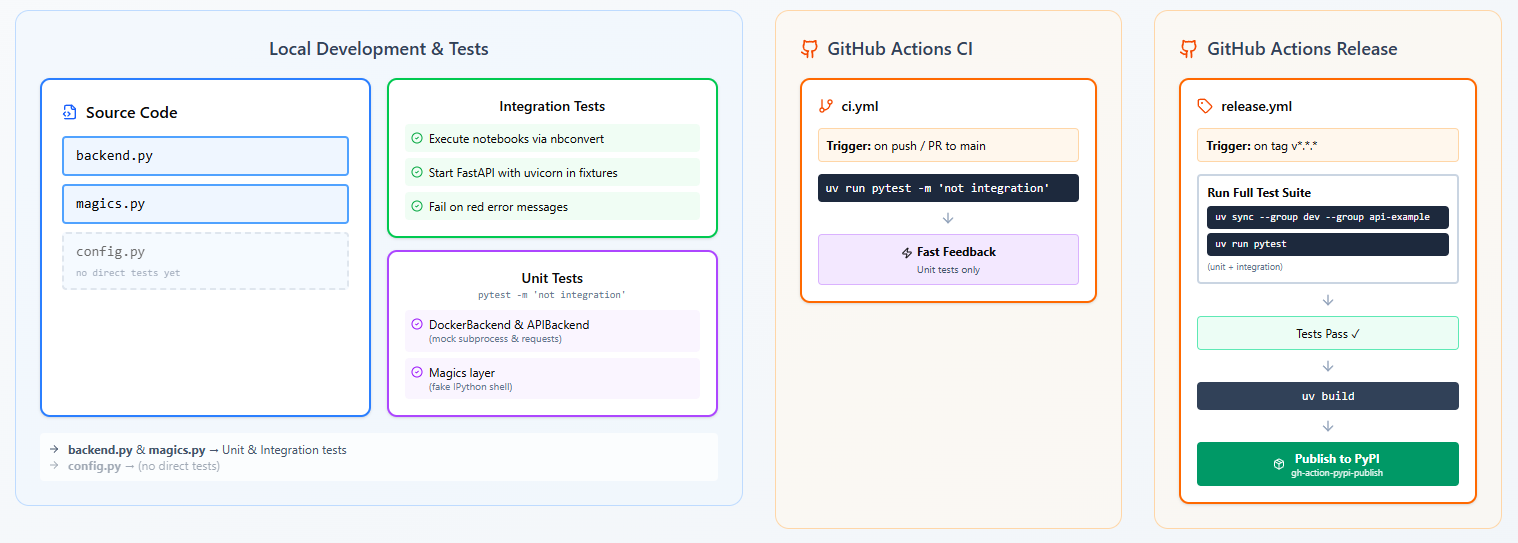 Local Development & Tests
Source Code
backend.py
magics.py
config.py
no direct tests yet
Integration Tests
Execute notebooks via nbconvert
Start FastAPI with uvicorn in fixtures
Fail on red error messages
Unit Tests
pytest -m 'not integration'
DockerBackend & APIBackend
(mock subprocess & requests)
Magics layer
(fake IPython shell)
→ backend.py & magics.py → Unit & Integration tests
→ config.py → (no direct tests)
GitHub Actions CI
ci.yml
Trigger: on push / PR to main
uv run pytest -m 'not integration'
↓
Fast Feedback
Unit tests only
GitHub Actions Release
release.yml
Trigger: on tag v*.*.*
Run Full Test Suite
uv sync --group dev --group api-example
uv run pytest
(unit + integration)
↓
Tests Pass ✓
↓
uv build
↓
Publish to PyPI
gh-action-pypi-publish